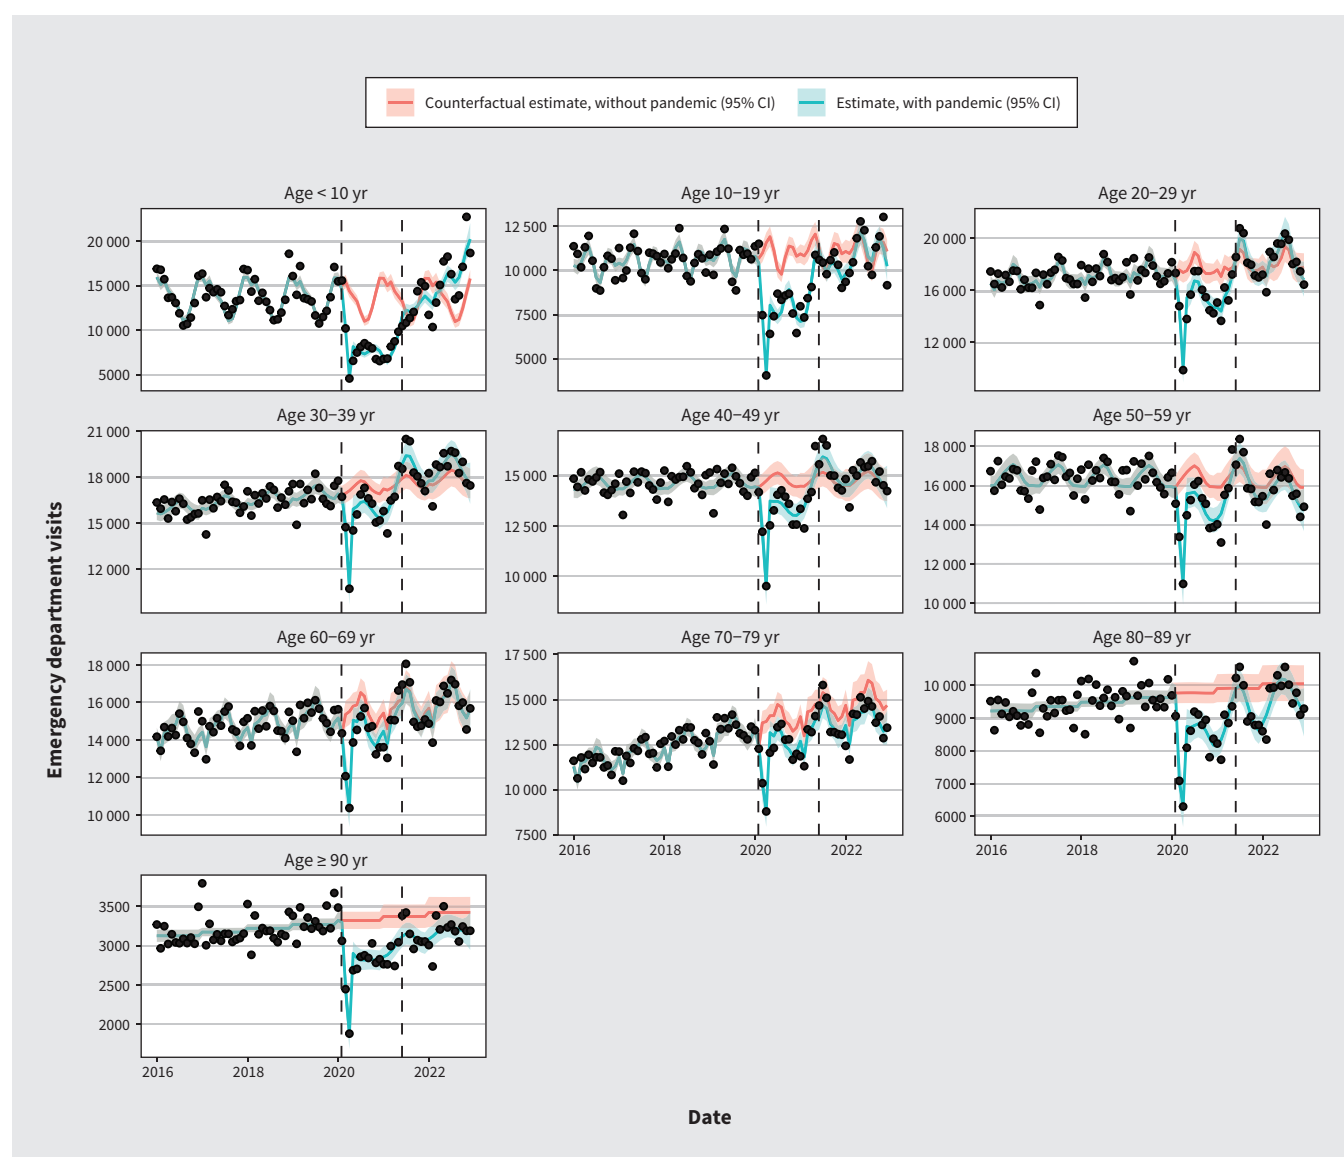 Counterfactual estimate, without pandemic (95% CI) Estimate, with pandemic (95% CI)
Emergency department visits
Age < 10 yr
20 000
15 000
10 000
5000
Age 10–19 yr
12 500
10 000
7500
5000
Age 20–29 yr
20 000
16 000
12 000
Age 30–39 yr
21 000
18 000
15 000
12 000
Age 40–49 yr
15 000
12 500
10 000
Age 50–59 yr
18 000
16 000
14 000
12 000
10 000
Age 60–69 yr
18 000
16 000
14 000
12 000
10 000
Age 70–79 yr
17 500
15 000
12 500
10 000
7500
2016 2018 2020 2022
Age 80–89 yr
10 000
9000
8000
7000
6000
2016 2018 2020 2022
Age ≥ 90 yr
3500
3000
2500
2000
2016 2018 2020 2022
Date